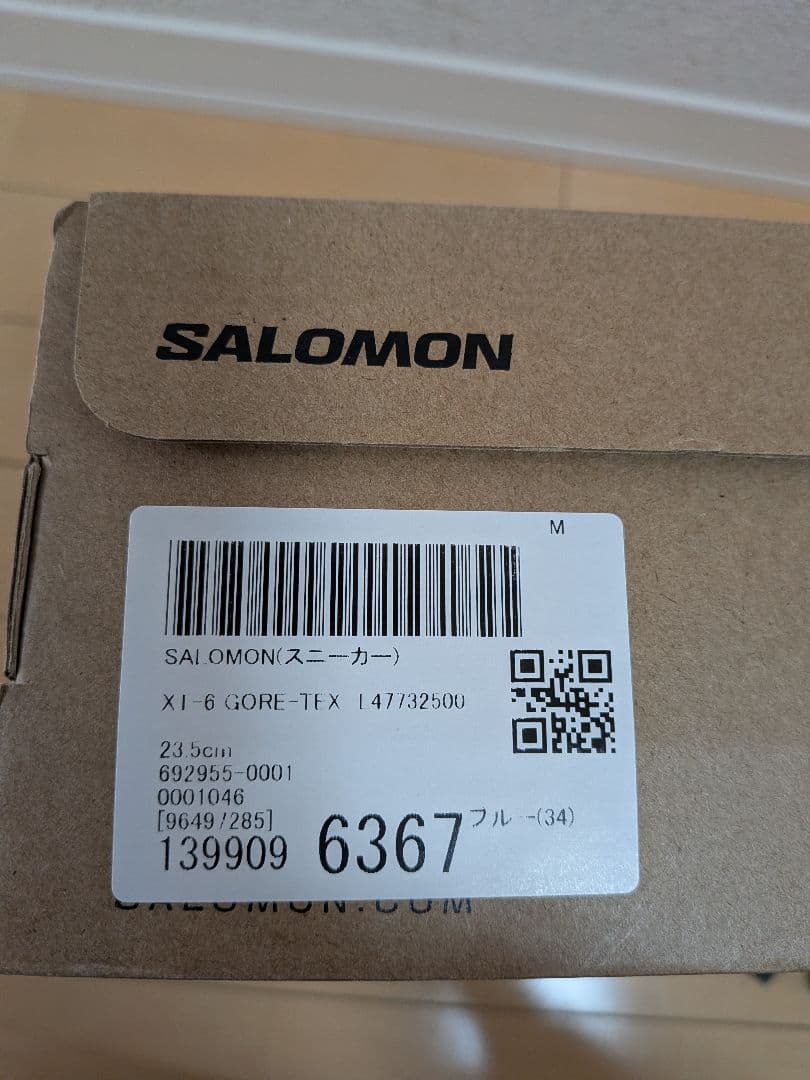 SALOMON
M
SALOMON(スニーカー)
XT-6 GORE-TEX L47732500
23.5cm
692955-0001
0001046
[9649/285]
139909 6367 ブルー(34)
SALOMON.COM